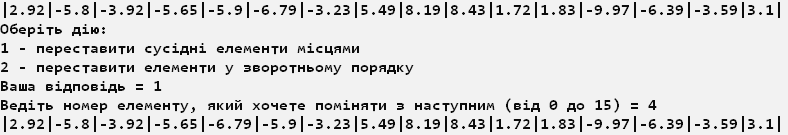 |2.92|-5.8|-3.92|-5.65|-5.9|-6.79|-3.23|5.49|8.19|8.43|1.72|1.83|-9.97|-6.39|-3.59|3.1|
Оберіть дію:
1 - переставити сусідні елементи місцями
2 - переставити елементи у зворотньому порядку
Ваша відповідь = 1
Ведіть номер елементу, який хочете поміняти з наступним (від 0 до 15) = 4
|2.92|-5.8|-3.92|-5.65|-6.79|-5.9|-3.23|5.49|8.19|8.43|1.72|1.83|-9.97|-6.39|-3.59|3.1|